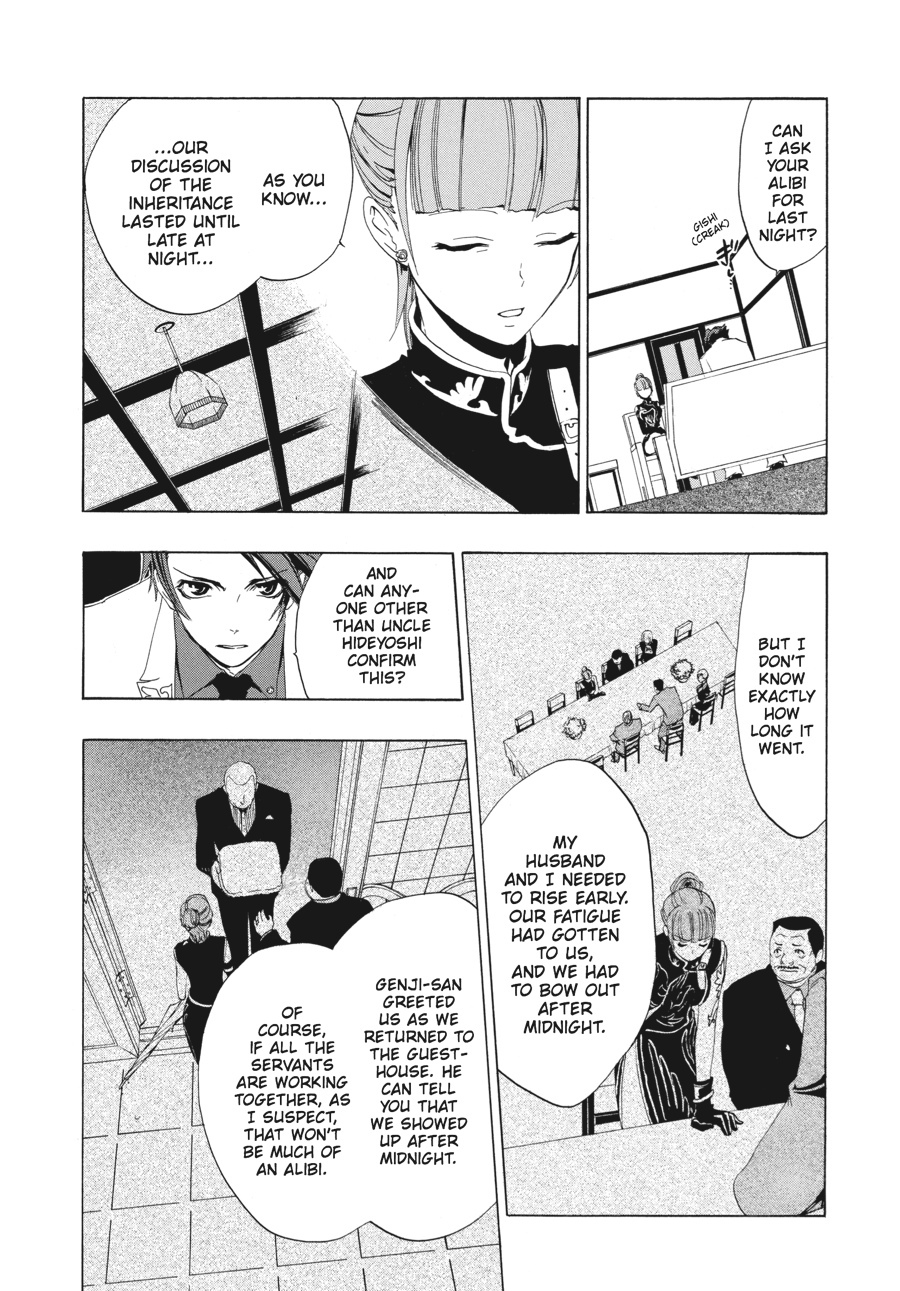 CAN
I ASK
YOUR
ALIBI
FOR
LAST
NIGHT?
GISHI
(CREAK)
ギシ
AS YOU
KNOW...
...OUR
DISCUSSION
OF THE
INHERITANCE
LASTED UNTIL
LATE AT
NIGHT...
BUT I
DON'T
KNOW
EXACTLY
HOW
LONG IT
WENT.
MY
HUSBAND
AND I NEEDED
TO RISE EARLY.
OUR FATIGUE
HAD GOTTEN
TO US,
AND WE HAD
TO BOW OUT
AFTER
MIDNIGHT.
AND
CAN ANY-
ONE OTHER
THAN UNCLE
HIDEYOSHI
CONFIRM
THIS?
GENJI-SAN
GREETED
US AS WE
RETURNED TO
THE GUEST-
HOUSE. HE
CAN TELL
YOU THAT
WE SHOWED
UP AFTER
MIDNIGHT.
OF
COURSE,
IF ALL THE
SERVANTS
ARE WORKING
TOGETHER, AS
I SUSPECT,
THAT WON'T
BE MUCH OF
AN ALIBI.